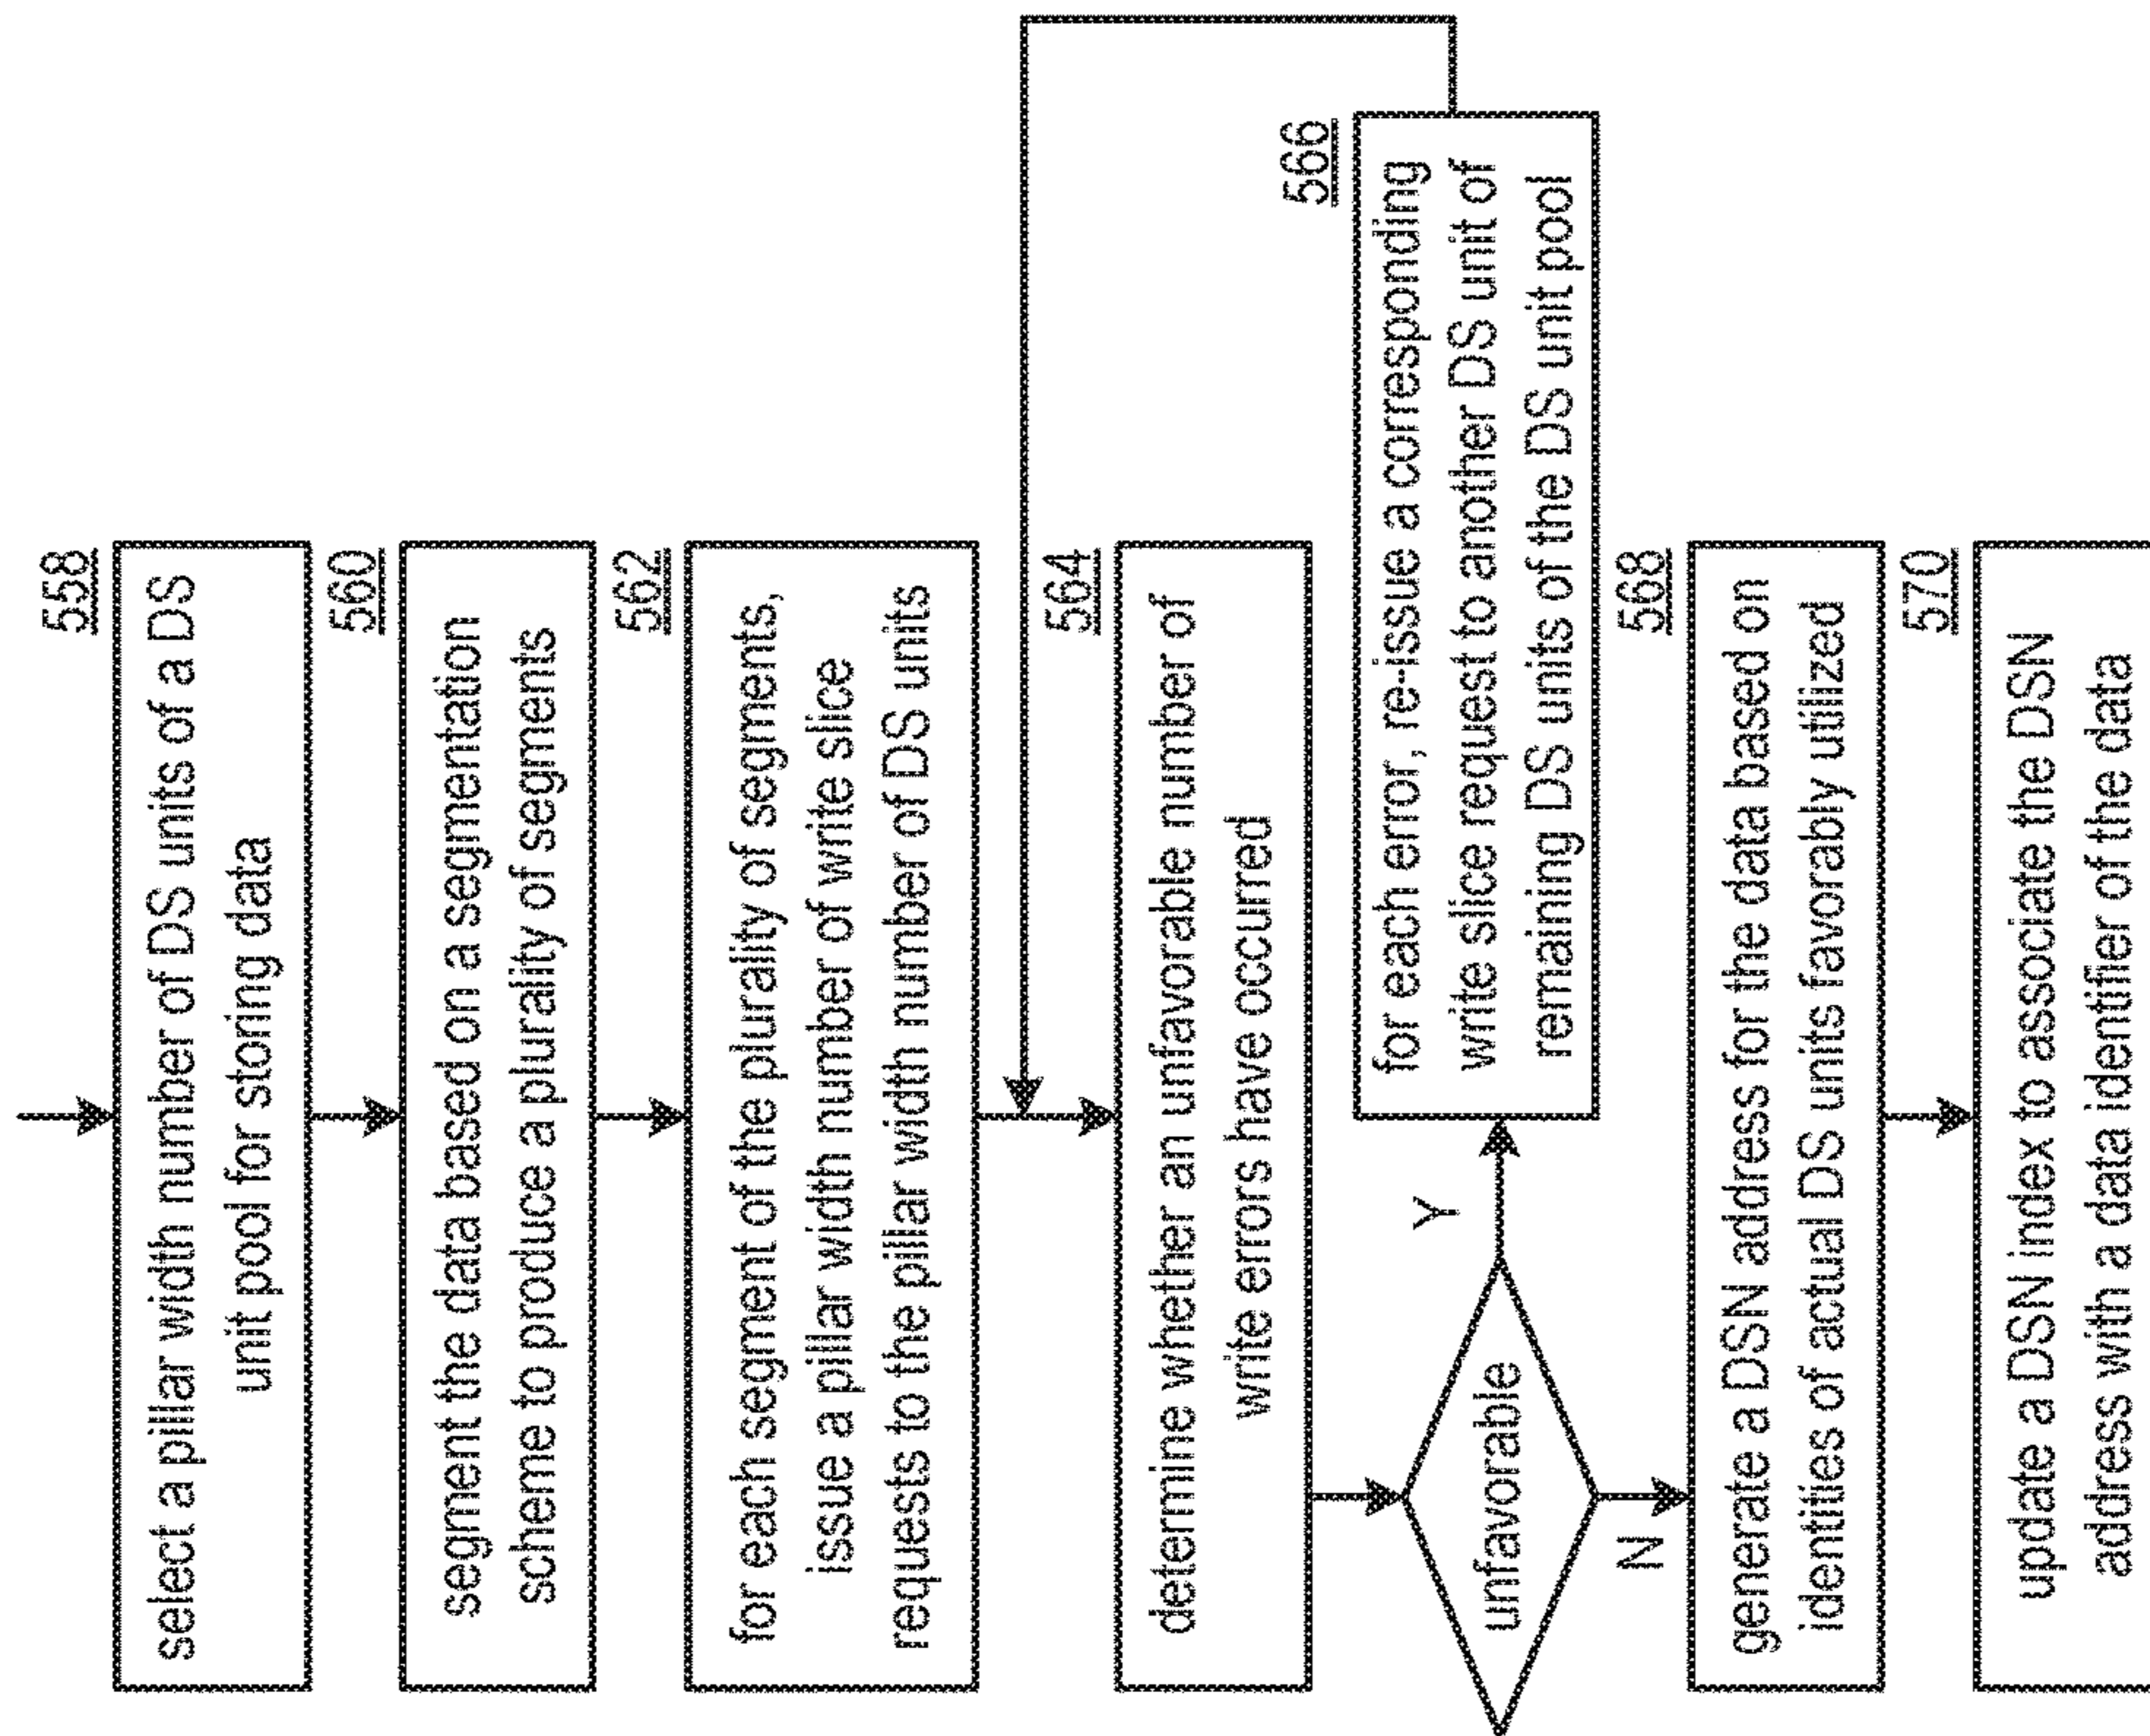 558
select a pillar width number of DS units of a DS
unit pool for storing data
560
segment the data based on a segmentation
scheme to produce a plurality of segments
562
for each segment of the plurality of segments,
issue a pillar width number of write slice
requests to the pillar width number of DS units
564
determine whether an unfavorable number of
write errors have occurred
unfavorable
Y
566
for each error, re-issue a corresponding
write slice request to another DS unit of
remaining DS units of the DS unit pool
N
568
generate a DSN address for the data based on
identities of actual DS units favorably utilized
570
update a DSN index to associate the DSN
address with a data identifier of the data